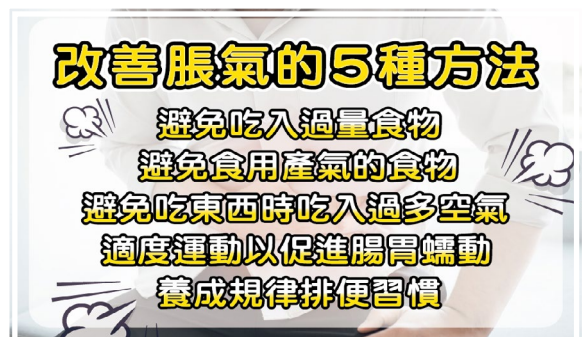 改善脹氣的5種方法
避免吃入過量食物
避免食用產氣的食物
避免吃東西時吃入過多空氣
適度運動以促進腸胃蠕動
養成規律排便習慣